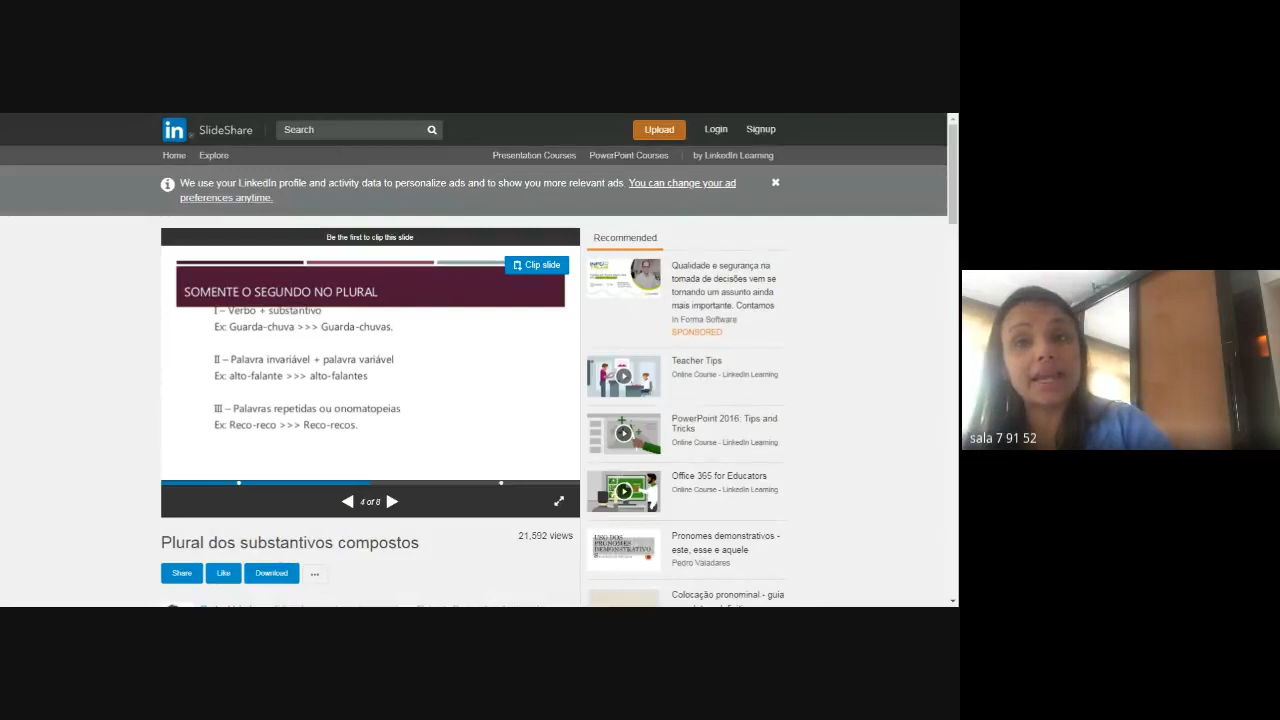 in SlideShare
Search
Upload
Login
Signup
Home
Explore
Presentation Courses
PowerPoint Courses
by LinkedIn Learning
We use your LinkedIn profile and activity data to personalize ads and to show you more relevant ads. You can change your ad
preferences anytime.
Be the first to clip this slide
Clip slide
SOMENTE O SEGUNDO NO PLURAL
I – Verbo + substantivo
Ex: Guarda-chuva >>> Guarda-chuvas.
II – Palavra invariável + palavra variável
Ex: alto-falante >>> alto-falantes
III – Palavras repetidas ou onomatopeias
Ex: Reco-reco >>> Reco-recos.
4 of 8
Plural dos substantivos compostos
21,592 views
Share
Like
Download
...
Recommended
Qualidade e segurança na
tomada de decisões vem se
tornando um assunto ainda
mais importante. Contamos
In Forma Software
SPONSORED
Teacher Tips
Online Course - LinkedIn Learning
PowerPoint 2016: Tips and
Tricks
Online Course - LinkedIn Learning
Office 365 for Educators
Online Course - LinkedIn Learning
USO DOS
PRONOMES
DEMONSTRATIVO
Pronomes demonstrativos -
este, esse e aquele
Pedro Valadares
Colocação pronominal - guia
sala 7 91 52